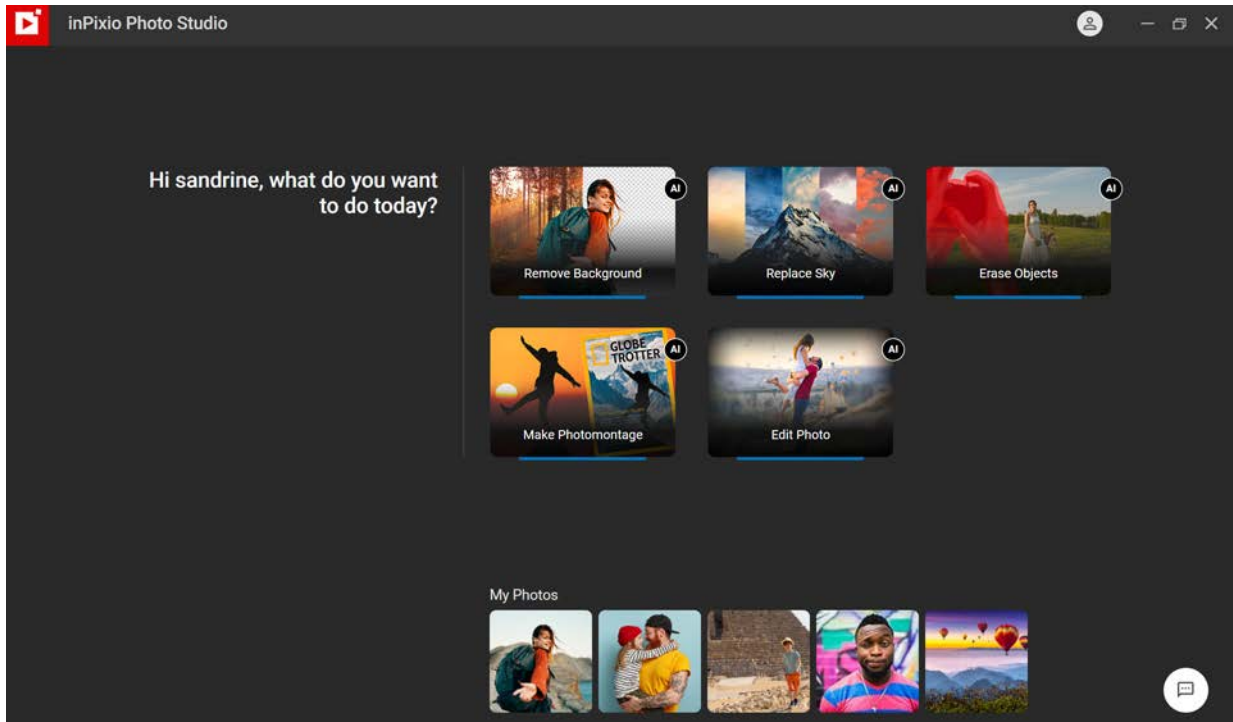 inPixio Photo Studio
Hi sandrine, what do you want
to do today?
AI
AI
AI
Remove Background
Replace Sky
Erase Objects
GLOBE
TROTTER
AI
AI
Make Photomontage
Edit Photo
My Photos